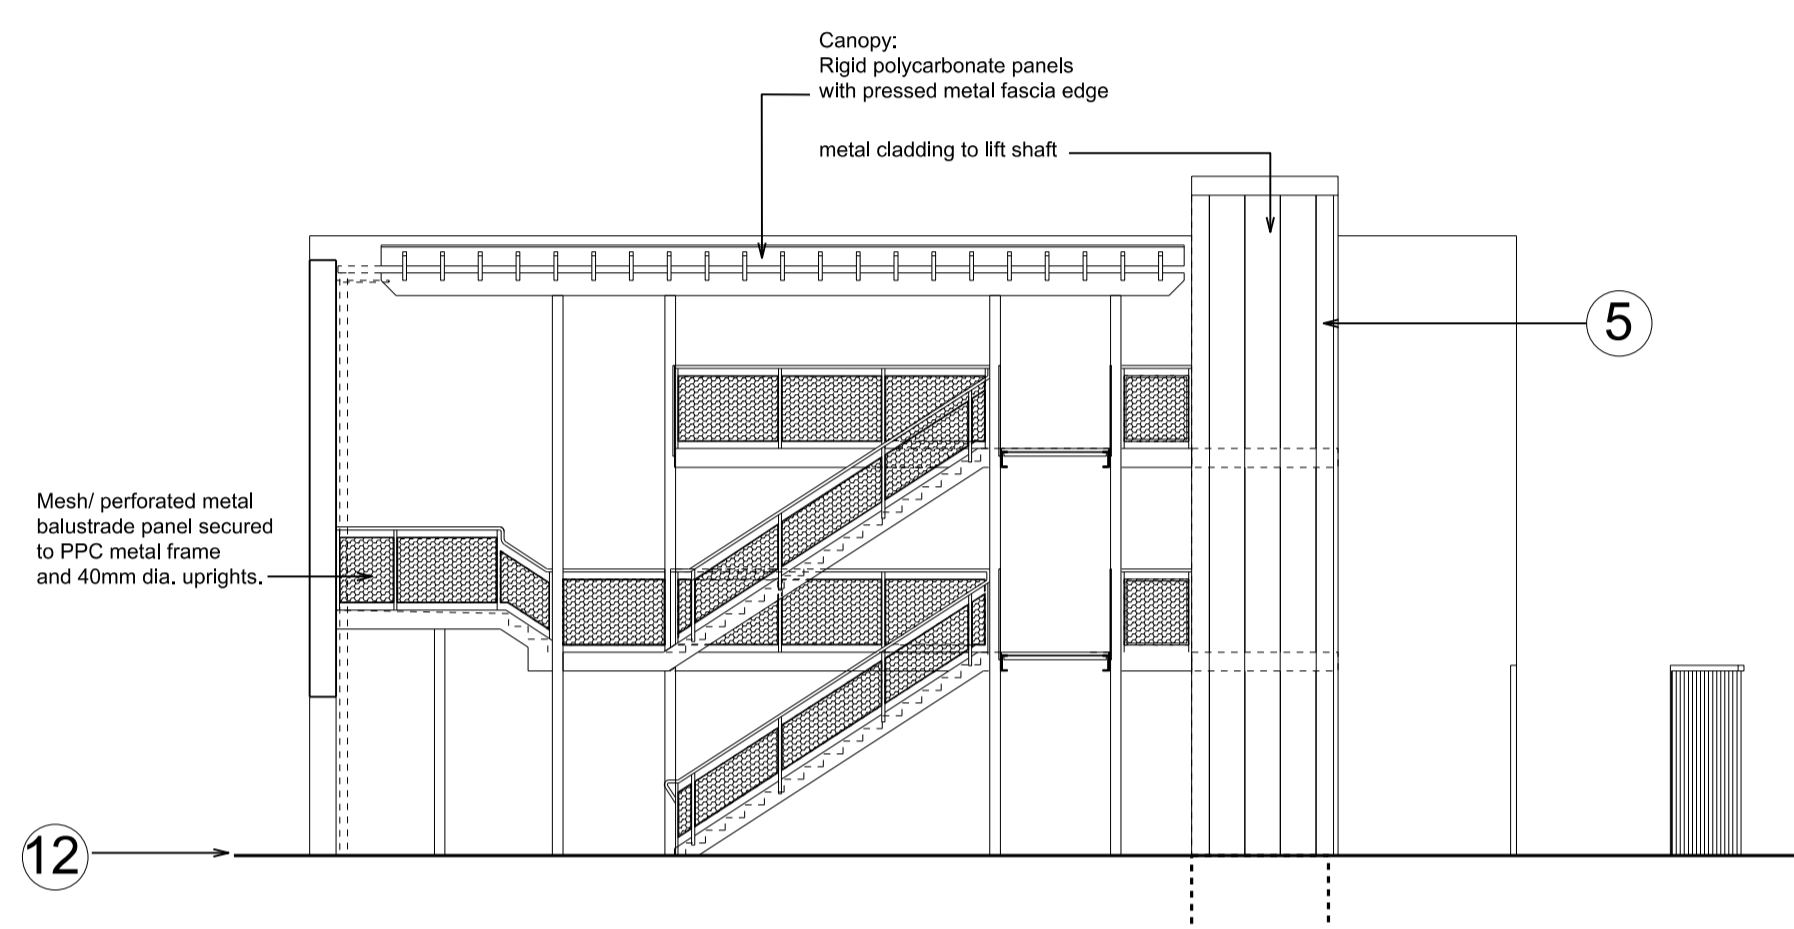 Canopy:
Rigid polycarbonate panels
with pressed metal fascia edge
metal cladding to lift shaft
5
Mesh/ perforated metal
balustrade panel secured
to PPC metal frame
and 40mm dia. uprights.
12